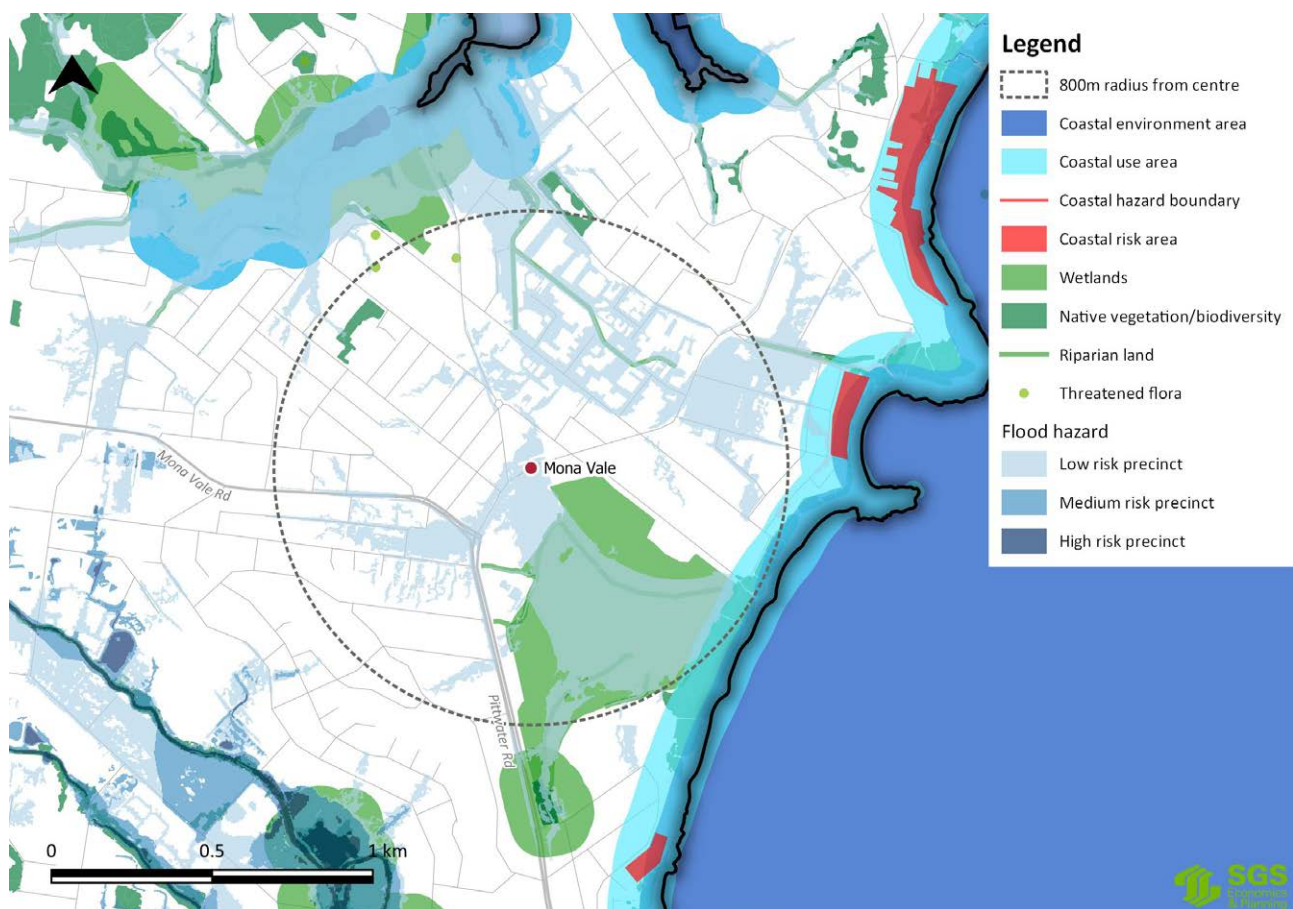 Legend
800m radius from centre
Coastal environment area
Coastal use area
Coastal hazard boundary
Coastal risk area
Wetlands
Native vegetation/biodiversity
Riparian land
Threatened flora
Flood hazard
Low risk precinct
Medium risk precinct
High risk precinct
Mona Vale Rd
Mona Vale
Pittwater Rd
0 0.5 1 km
SGS
Economics
& Planning